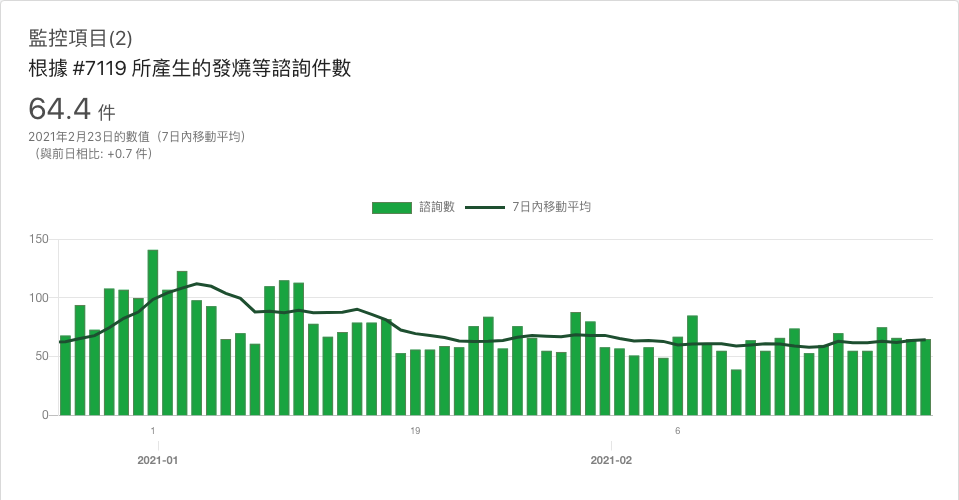 監控項目(2)
根據 #7119 所產生的發燒等諮詢件數
64.4 件
2021年2月23日的數值（7日內移動平均）
（與前日相比: +0.7 件）
諮詢數 7日內移動平均
150
100
50
0
1 19 6
2021-01 2021-02